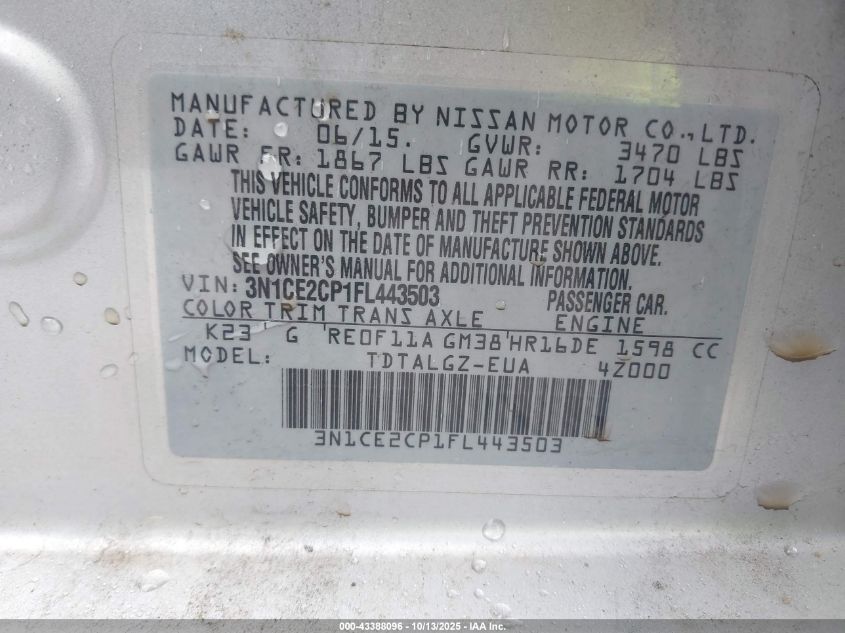 MANUFACTURED BY NISSAN MOTOR CO.,LTD.
DATE: 06/15. GVWR: 3470 LBS
GAWR FR: 1867 LBS GAWR RR: 1704 LBS
THIS VEHICLE CONFORMS TO ALL APPLICABLE FEDERAL MOTOR
VEHICLE SAFETY, BUMPER AND THEFT PREVENTION STANDARDS
IN EFFECT ON THE DATE OF MANUFACTURE SHOWN ABOVE.
SEE OWNER'S MANUAL FOR ADDITIONAL INFORMATION.
VIN: 3N1CE2CP1FL443503 PASSENGER CAR.
COLOR TRIM TRANS AXLE ENGINE
K23 G 'RE0F11A GM38'HR16DE 1598 CC
MODEL: TDTALGZ-EUA 4Z000
3N1CE2CP1FL443503
000-43388096 - 10/13/2025 - IAA Inc.